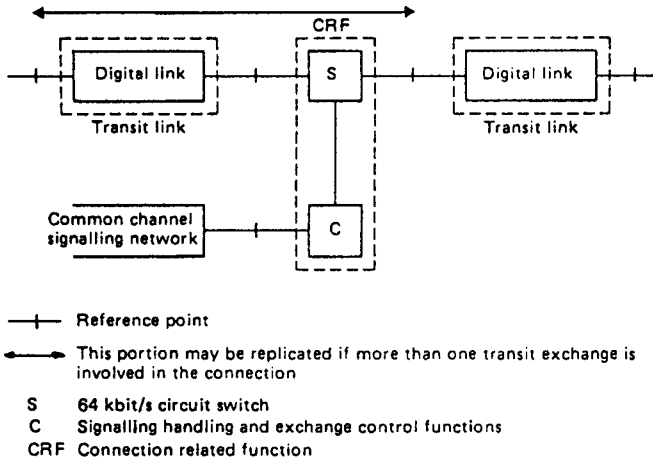 CRF
Digital link
S
Digital link
Transit link
Transit link
Common channel
signalling network
C
Reference point
This portion may be replicated if more than one transit exchange is
involved in the connection
S 64 kbit/s circuit switch
C Signalling handling and exchange control functions
CRF Connection related function